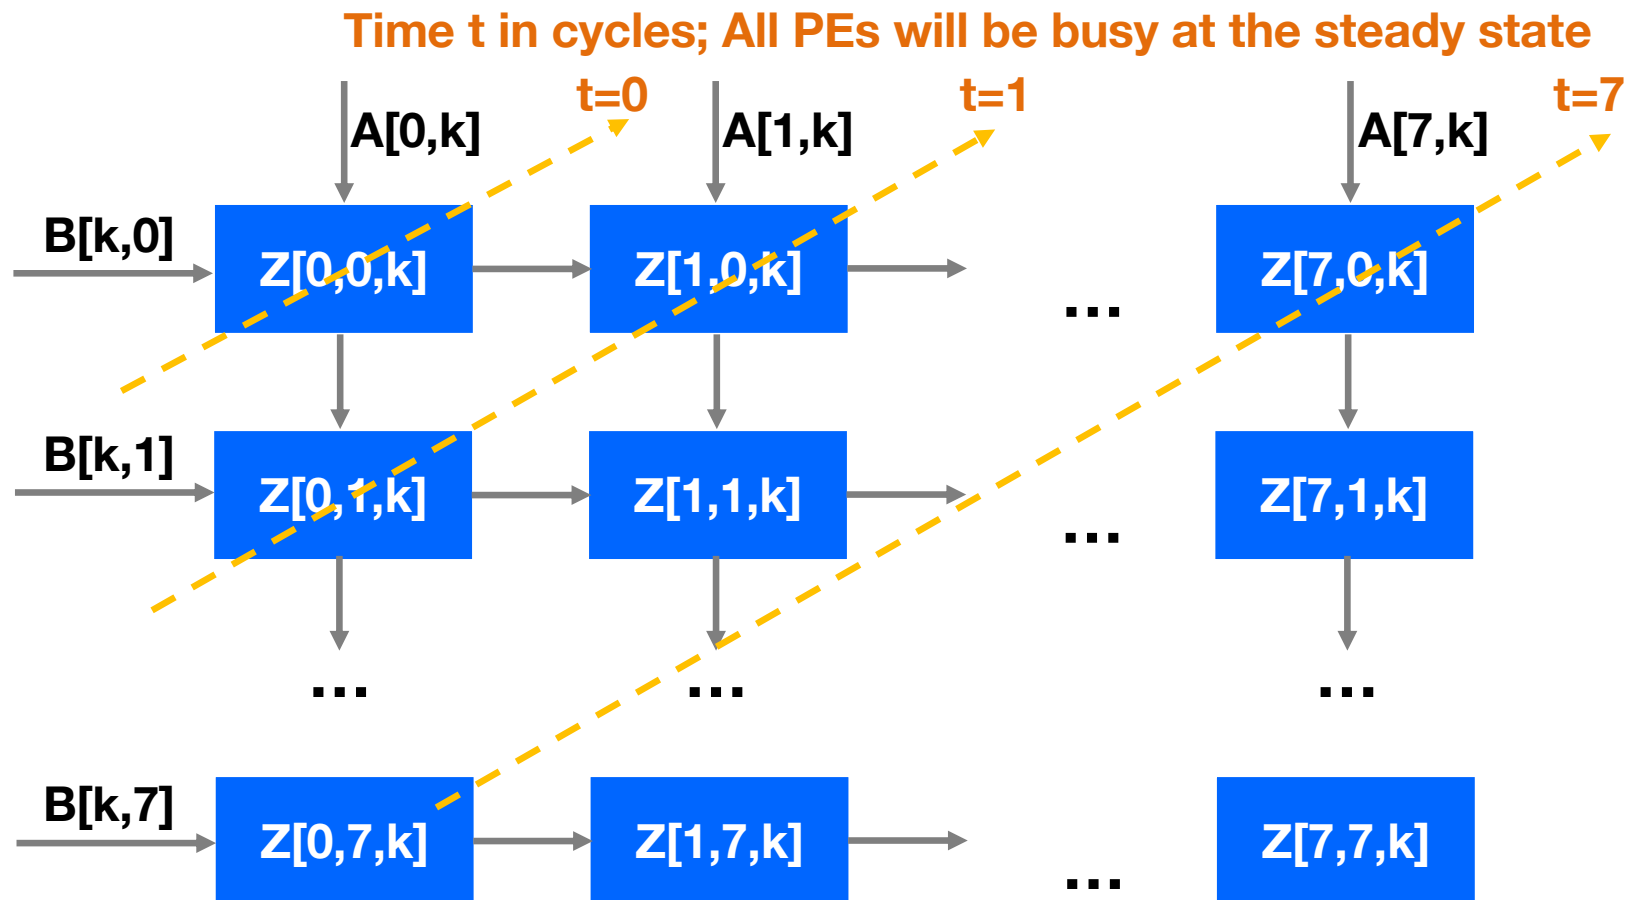 Time t in cycles; All PEs will be busy at the steady state
t=0 t=1 t=7
A[0,k] A[1,k] A[7,k]
B[k,0]
Z[0,0,k] Z[1,0,k] ... Z[7,0,k]
B[k,1]
Z[0,1,k] Z[1,1,k] ... Z[7,1,k]
... ... ...
B[k,7]
Z[0,7,k] Z[1,7,k] ... Z[7,7,k]